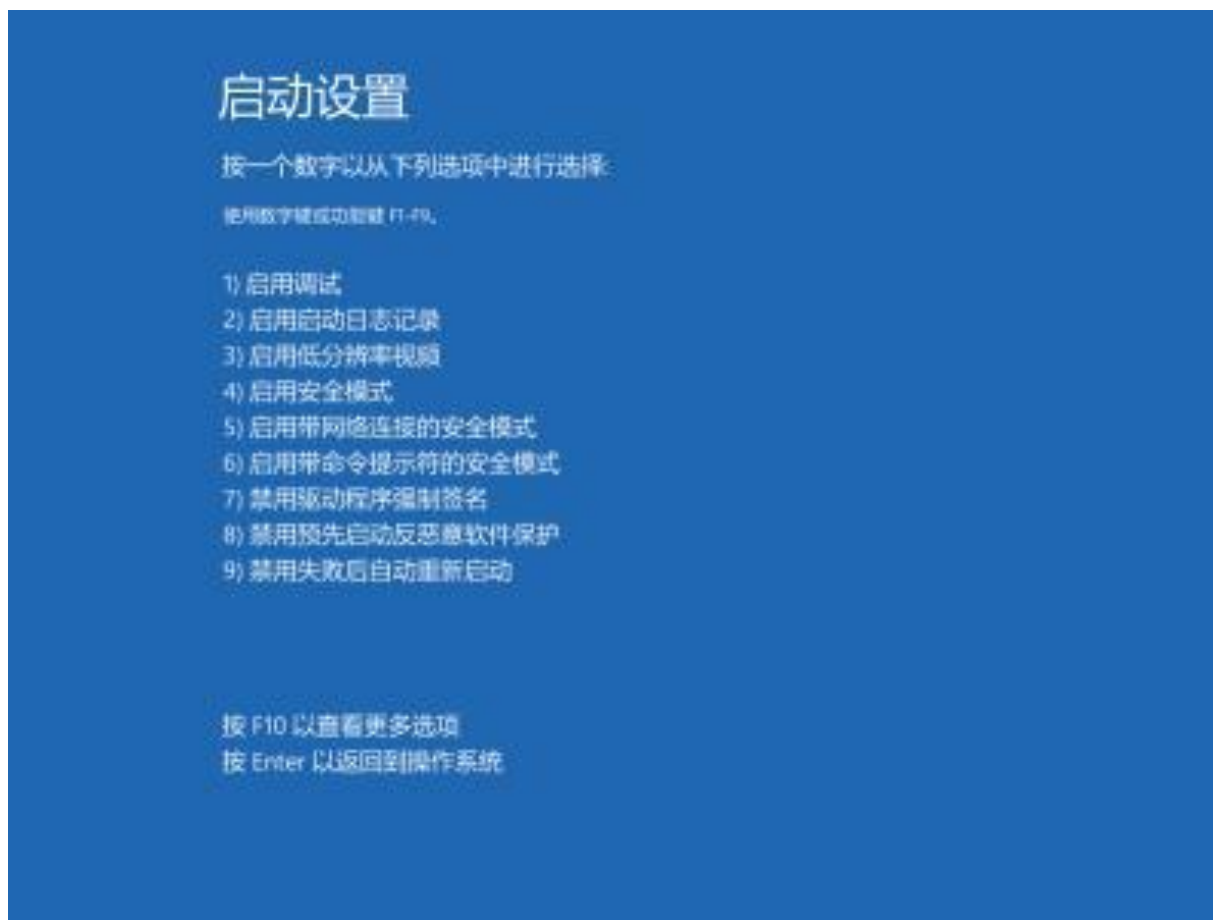 启动设置
按一个数字以从下列选项中进行选择:
使用数字键或功能键 F1-F9。
1) 启用调试
2) 启用启动日志记录
3) 启用低分辨率视频
4) 启用安全模式
5) 启用带网络连接的安全模式
6) 启用带命令提示符的安全模式
7) 禁用驱动程序强制签名
8) 禁用预先启动反恶意软件保护
9) 禁用失败后自动重新启动
按 F10 以查看更多选项
按 Enter 以返回到操作系统